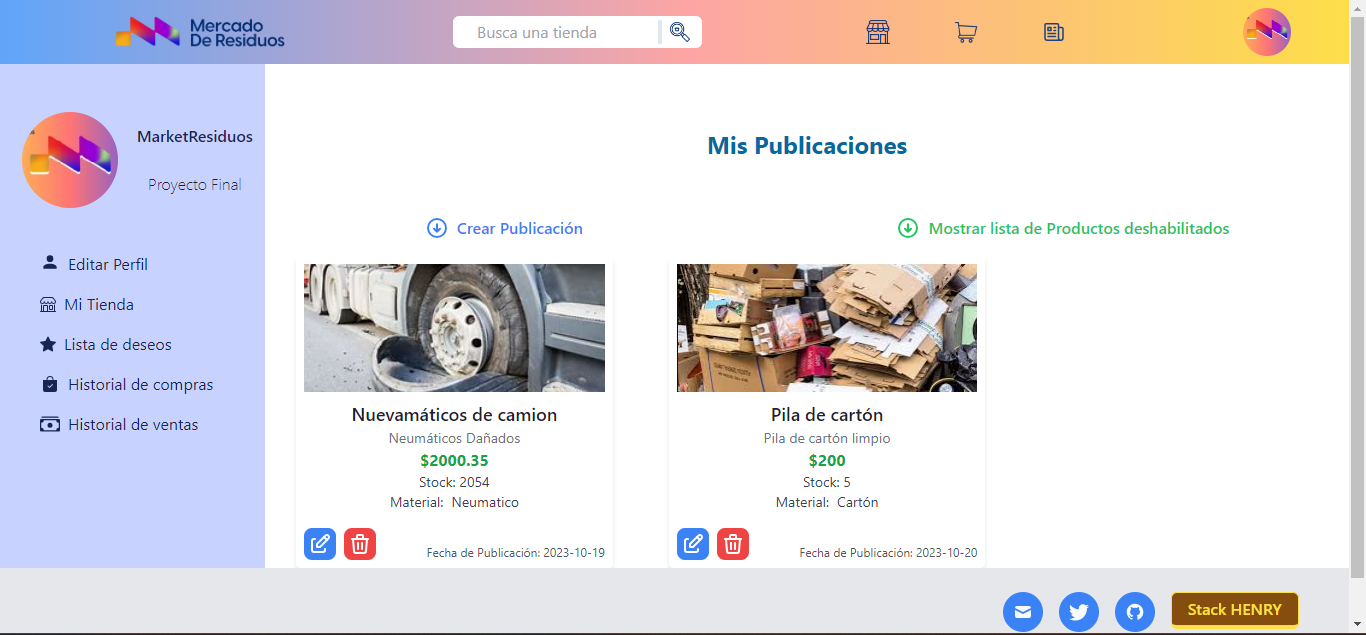 Mercado
De Residuos
Busca una tienda
MarketResiduos
Proyecto Final
Editar Perfil
Mi Tienda
Lista de deseos
Historial de compras
Historial de ventas
Mis Publicaciones
Crear Publicación
Mostrar lista de Productos deshabilitados
Nuevamáticos de camion
Neumáticos Dañados
$2000.35
Stock: 2054
Material: Neumatico
Fecha de Publicación: 2023-10-19
Pila de cartón
Pila de cartón limpio
$200
Stock: 5
Material: Cartón
Fecha de Publicación: 2023-10-20
Stack HENRY